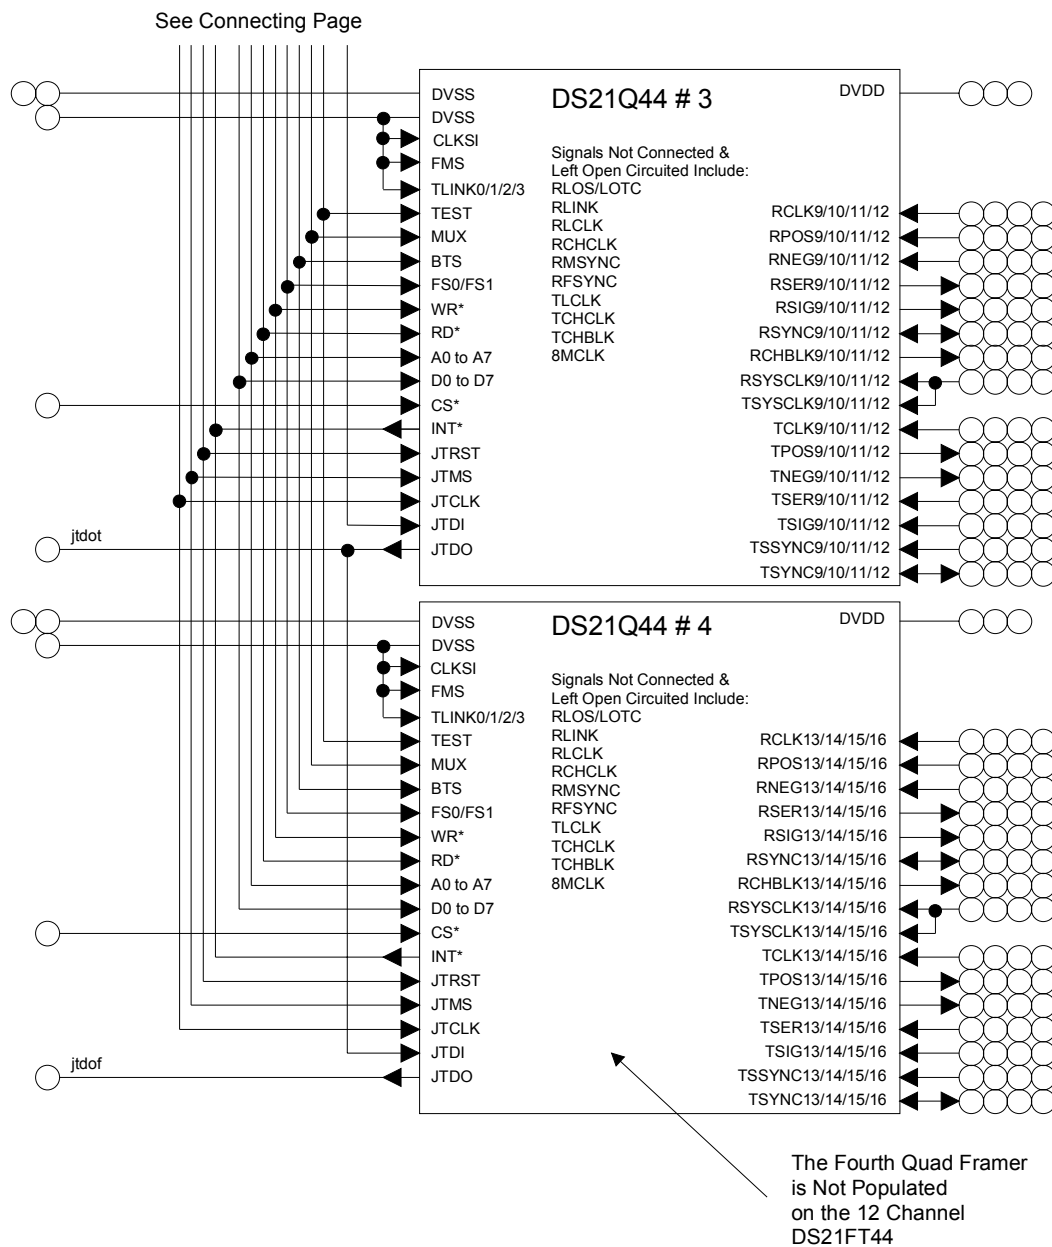 See Connecting Page
DVSS
DVSS
CLKSI
FMS
TLINK0/1/2/3
TEST
MUX
BTS
FS0/FS1
WR*
RD*
A0 to A7
D0 to D7
CS*
INT*
JTRST
JTMS
JTCLK
JTDI
jtdot
JTDO
DS21Q44 # 3
Signals Not Connected &
Left Open Circuited Include:
RLOS/LOTC
RLINK
RLCLK
RCHCLK
RMSYNC
RFSYNC
TLCLK
TCHCLK
TCHBLK
8MCLK
DVDD
RCLK9/10/11/12
RPOS9/10/11/12
RNEG9/10/11/12
RSER9/10/11/12
RSIG9/10/11/12
RSYNC9/10/11/12
RCHBLK9/10/11/12
RSYSCLK9/10/11/12
TSYSCLK9/10/11/12
TCLK9/10/11/12
TPOS9/10/11/12
TNEG9/10/11/12
TSER9/10/11/12
TSIG9/10/11/12
TSSYNC9/10/11/12
TSYNC9/10/11/12
DVSS
DVSS
CLKSI
FMS
TLINK0/1/2/3
TEST
MUX
BTS
FS0/FS1
WR*
RD*
A0 to A7
D0 to D7
CS*
INT*
JTRST
JTMS
JTCLK
JTDI
jtdof
JTDO
DS21Q44 # 4
Signals Not Connected &
Left Open Circuited Include:
RLOS/LOTC
RLINK
RLCLK
RCHCLK
RMSYNC
RFSYNC
TLCLK
TCHCLK
TCHBLK
8MCLK
DVDD
RCLK13/14/15/16
RPOS13/14/15/16
RNEG13/14/15/16
RSER13/14/15/16
RSIG13/14/15/16
RSYNC13/14/15/16
RCHBLK13/14/15/16
RSYSCLK13/14/15/16
TSYSCLK13/14/15/16
TCLK13/14/15/16
TPOS13/14/15/16
TNEG13/14/15/16
TSER13/14/15/16
TSIG13/14/15/16
TSSYNC13/14/15/16
TSYNC13/14/15/16
The Fourth Quad Framer
is Not Populated
on the 12 Channel
DS21FT44